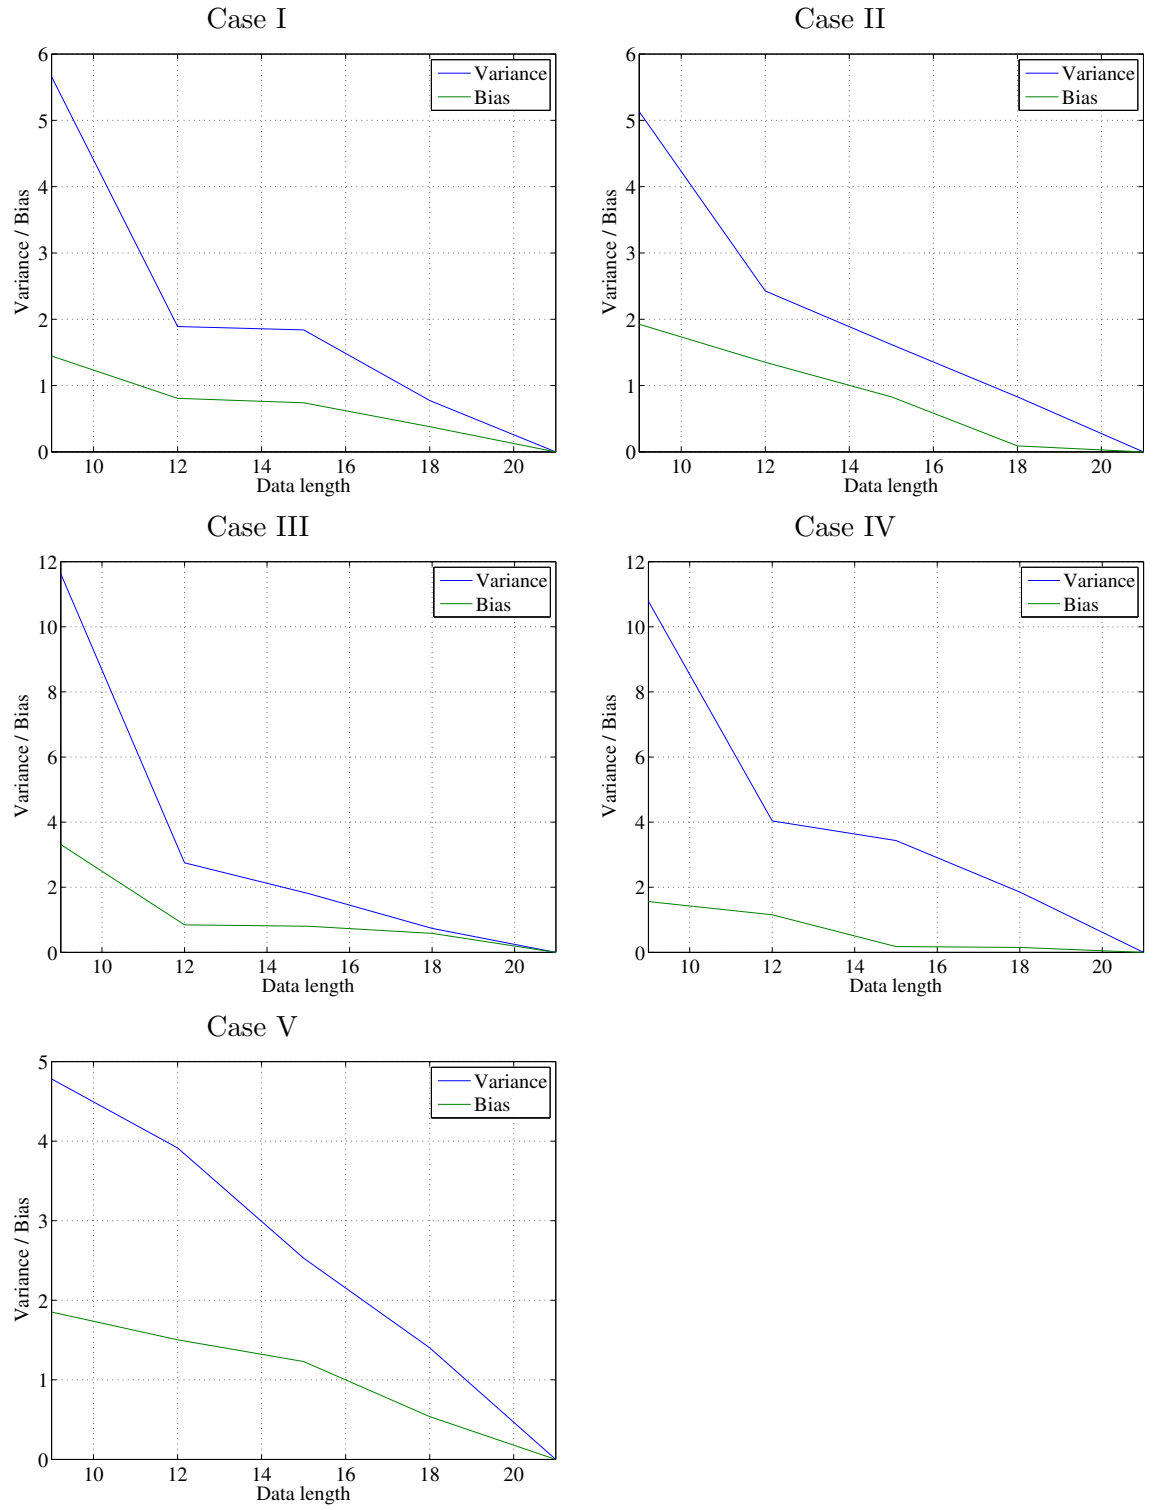 Case I
6
5
4
3
2
1
0
Variance / Bias
Variance
Bias
10 12 14 16 18 20
Data length
Case II
6
5
4
3
2
1
0
Variance / Bias
Variance
Bias
10 12 14 16 18 20
Data length
Case III
12
10
8
6
4
2
0
Variance / Bias
Variance
Bias
10 12 14 16 18 20
Data length
Case IV
12
10
8
6
4
2
0
Variance / Bias
Variance
Bias
10 12 14 16 18 20
Data length
Case V
5
4
3
2
1
0
Variance / Bias
Variance
Bias
10 12 14 16 18 20
Data length